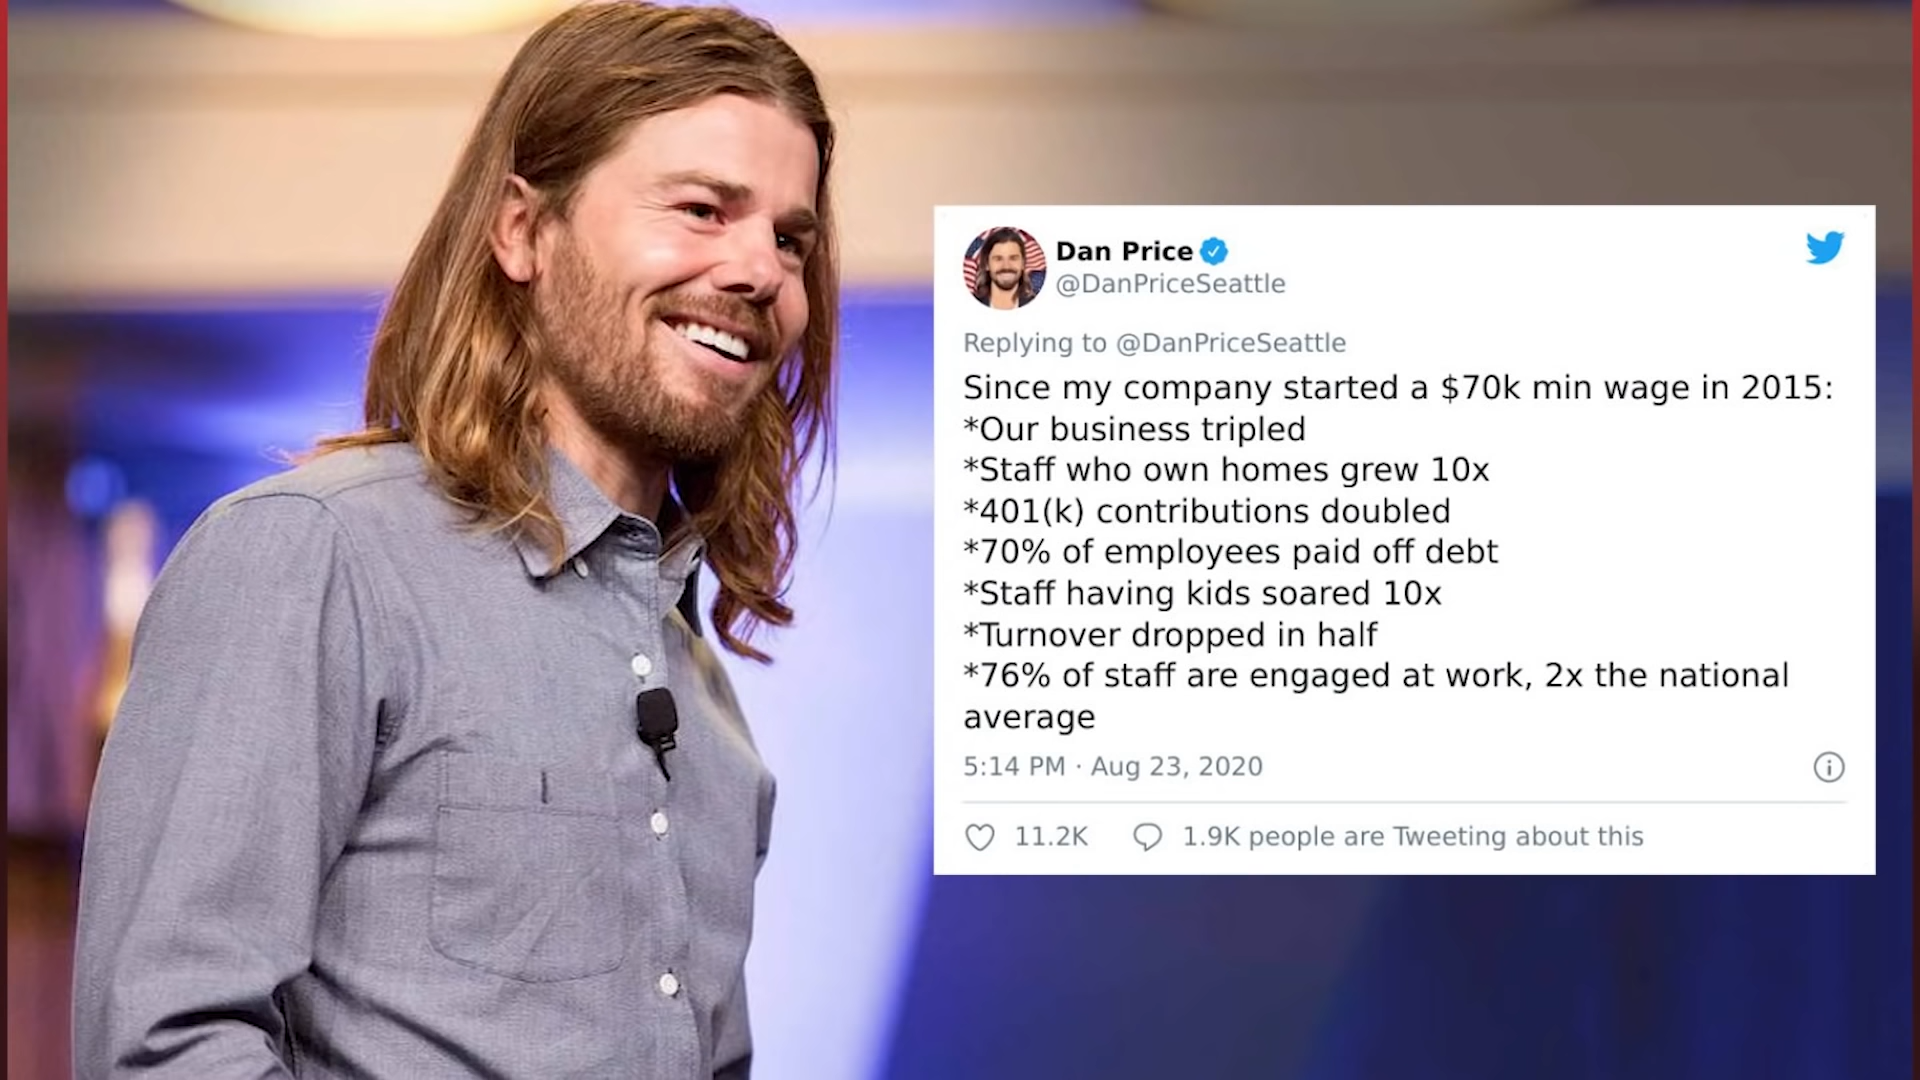 Dan Price
@DanPriceSeattle
Replying to @DanPriceSeattle
Since my company started a $70k min wage in 2015:
*Our business tripled
*Staff who own homes grew 10x
*401(k) contributions doubled
*70% of employees paid off debt
*Staff having kids soared 10x
*Turnover dropped in half
*76% of staff are engaged at work, 2x the national
average
5:14 PM · Aug 23, 2020
11.2K 1.9K people are Tweeting about this